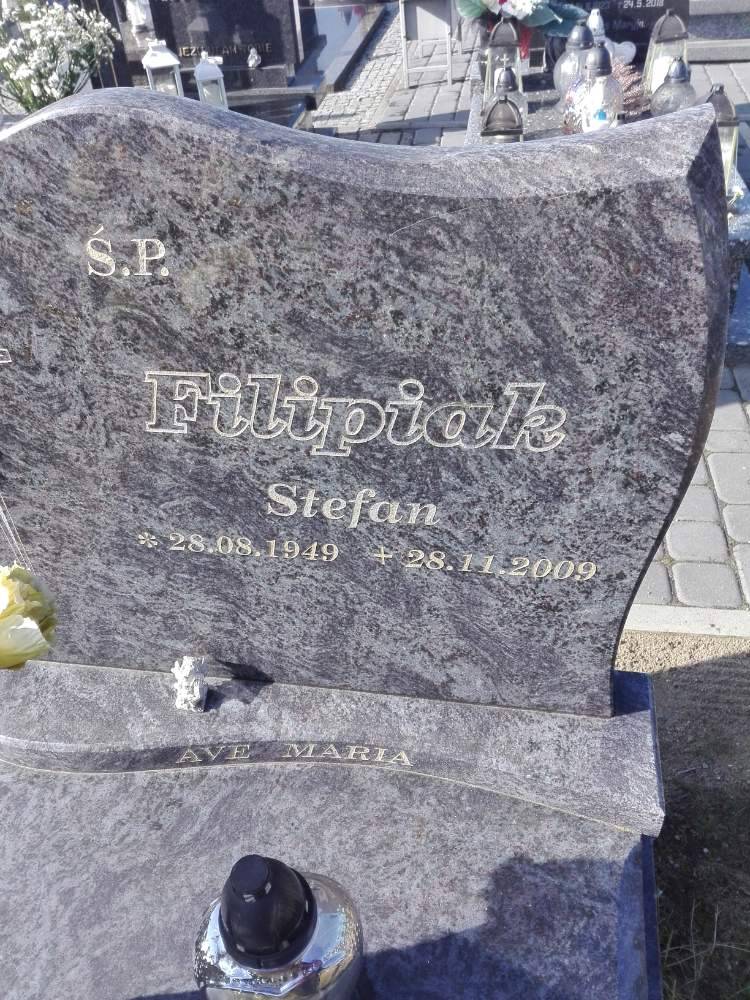 Ś.P.
Filipiak
Stefan
* 28.08.1949 + 28.11.2009
AVE MARIA